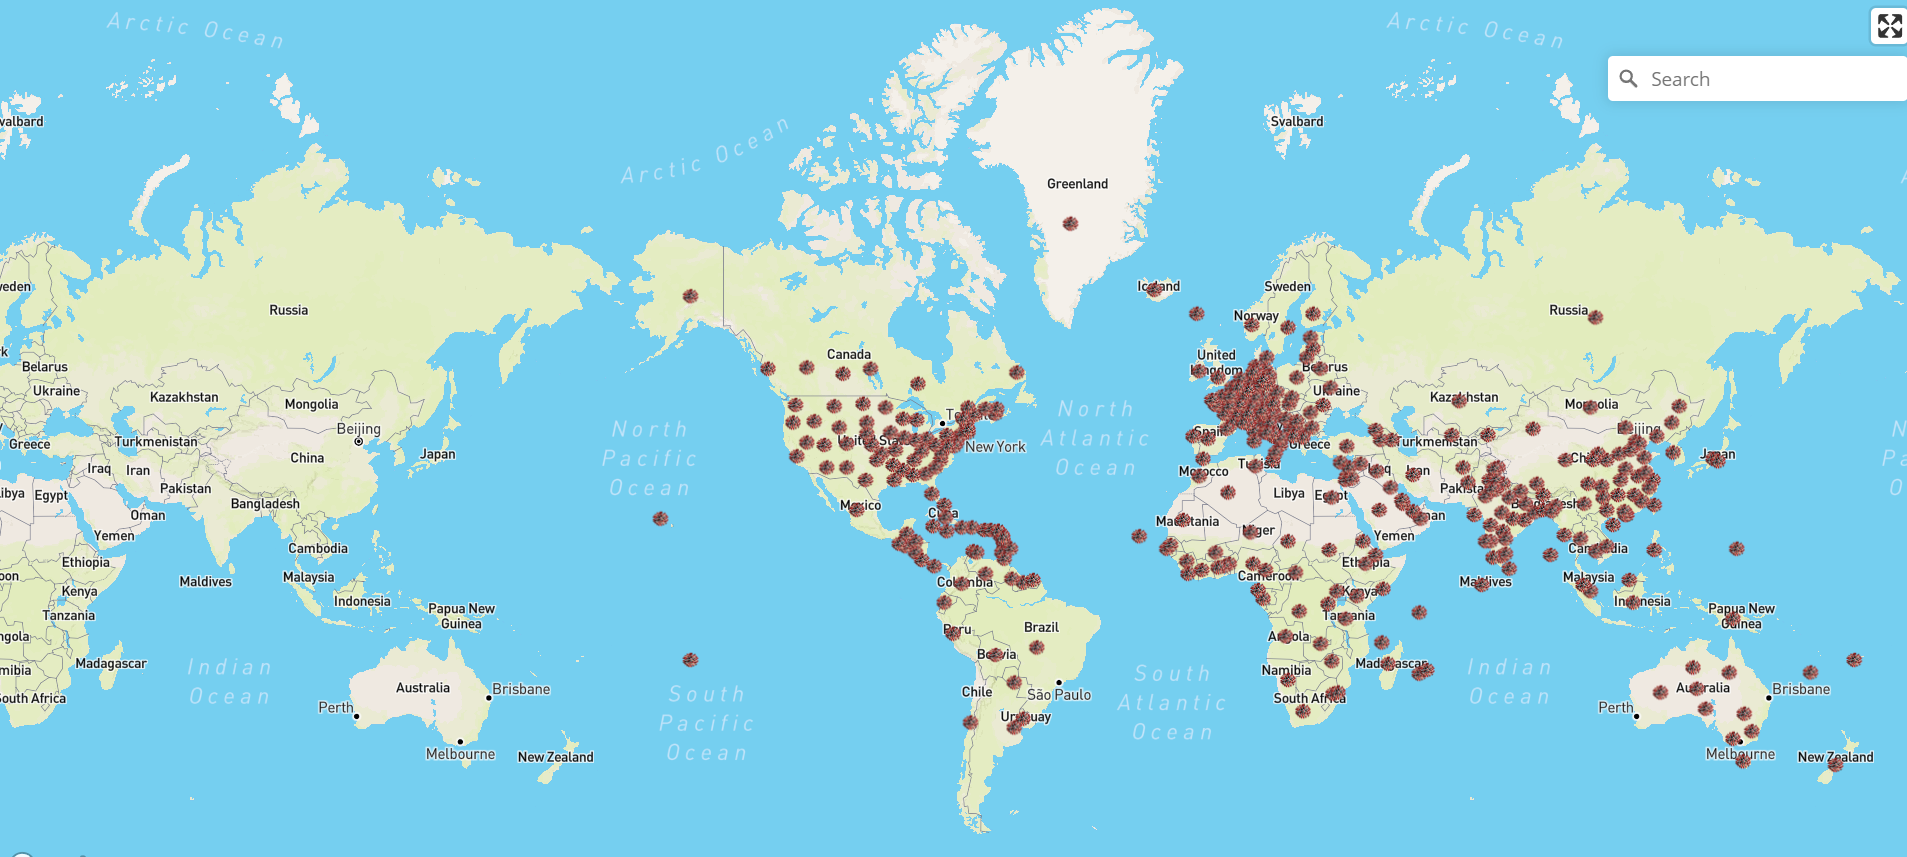 Arctic Ocean
Arctic Ocean
Search
Svalbard
Arctic Ocean
Greenland
Iceland
Sweden
Russia
Norway
Russia
United
Kingdom
Canada
Belarus
Belarus
Ukraine
Ukraine
Kazakhstan
Mongolia
Kazakhstan
Mongolia
North
Pacific
Ocean
North
Atlantic
Ocean
Beijing
Beijing
Greece
Turkmenistan
Japan
China
United States
New York
Spain
Greece
Turkmenistan
China
Japan
Iraq
Iran
Morocco
Tunisia
Iraq
Iran
Libya
Egypt
Pakistan
Bangladesh
Mexico
Libya
Egypt
Pakistan
Bangladesh
Oman
Cuba
Mauritania
Niger
Oman
Yemen
Yemen
Ethiopia
Cambodia
Ethiopia
Cambodia
Maldives
Malaysia
Colombia
Cameroon
Maldives
Malaysia
Kenya
Indonesia
Kenya
Indonesia
Tanzania
Papua New
Guinea
Peru
Brazil
Tanzania
Papua New
Guinea
Angola
Madagascar
Bolivia
Namibia
Madagascar
Indian
Ocean
Indian
Ocean
South
Pacific
Ocean
South
Atlantic
Ocean
Australia
Brisbane
Chile
São Paulo
South Africa
South Africa
Australia
Brisbane
Perth
Uruguay
Perth
Melbourne
New Zealand
Melbourne
New Zealand